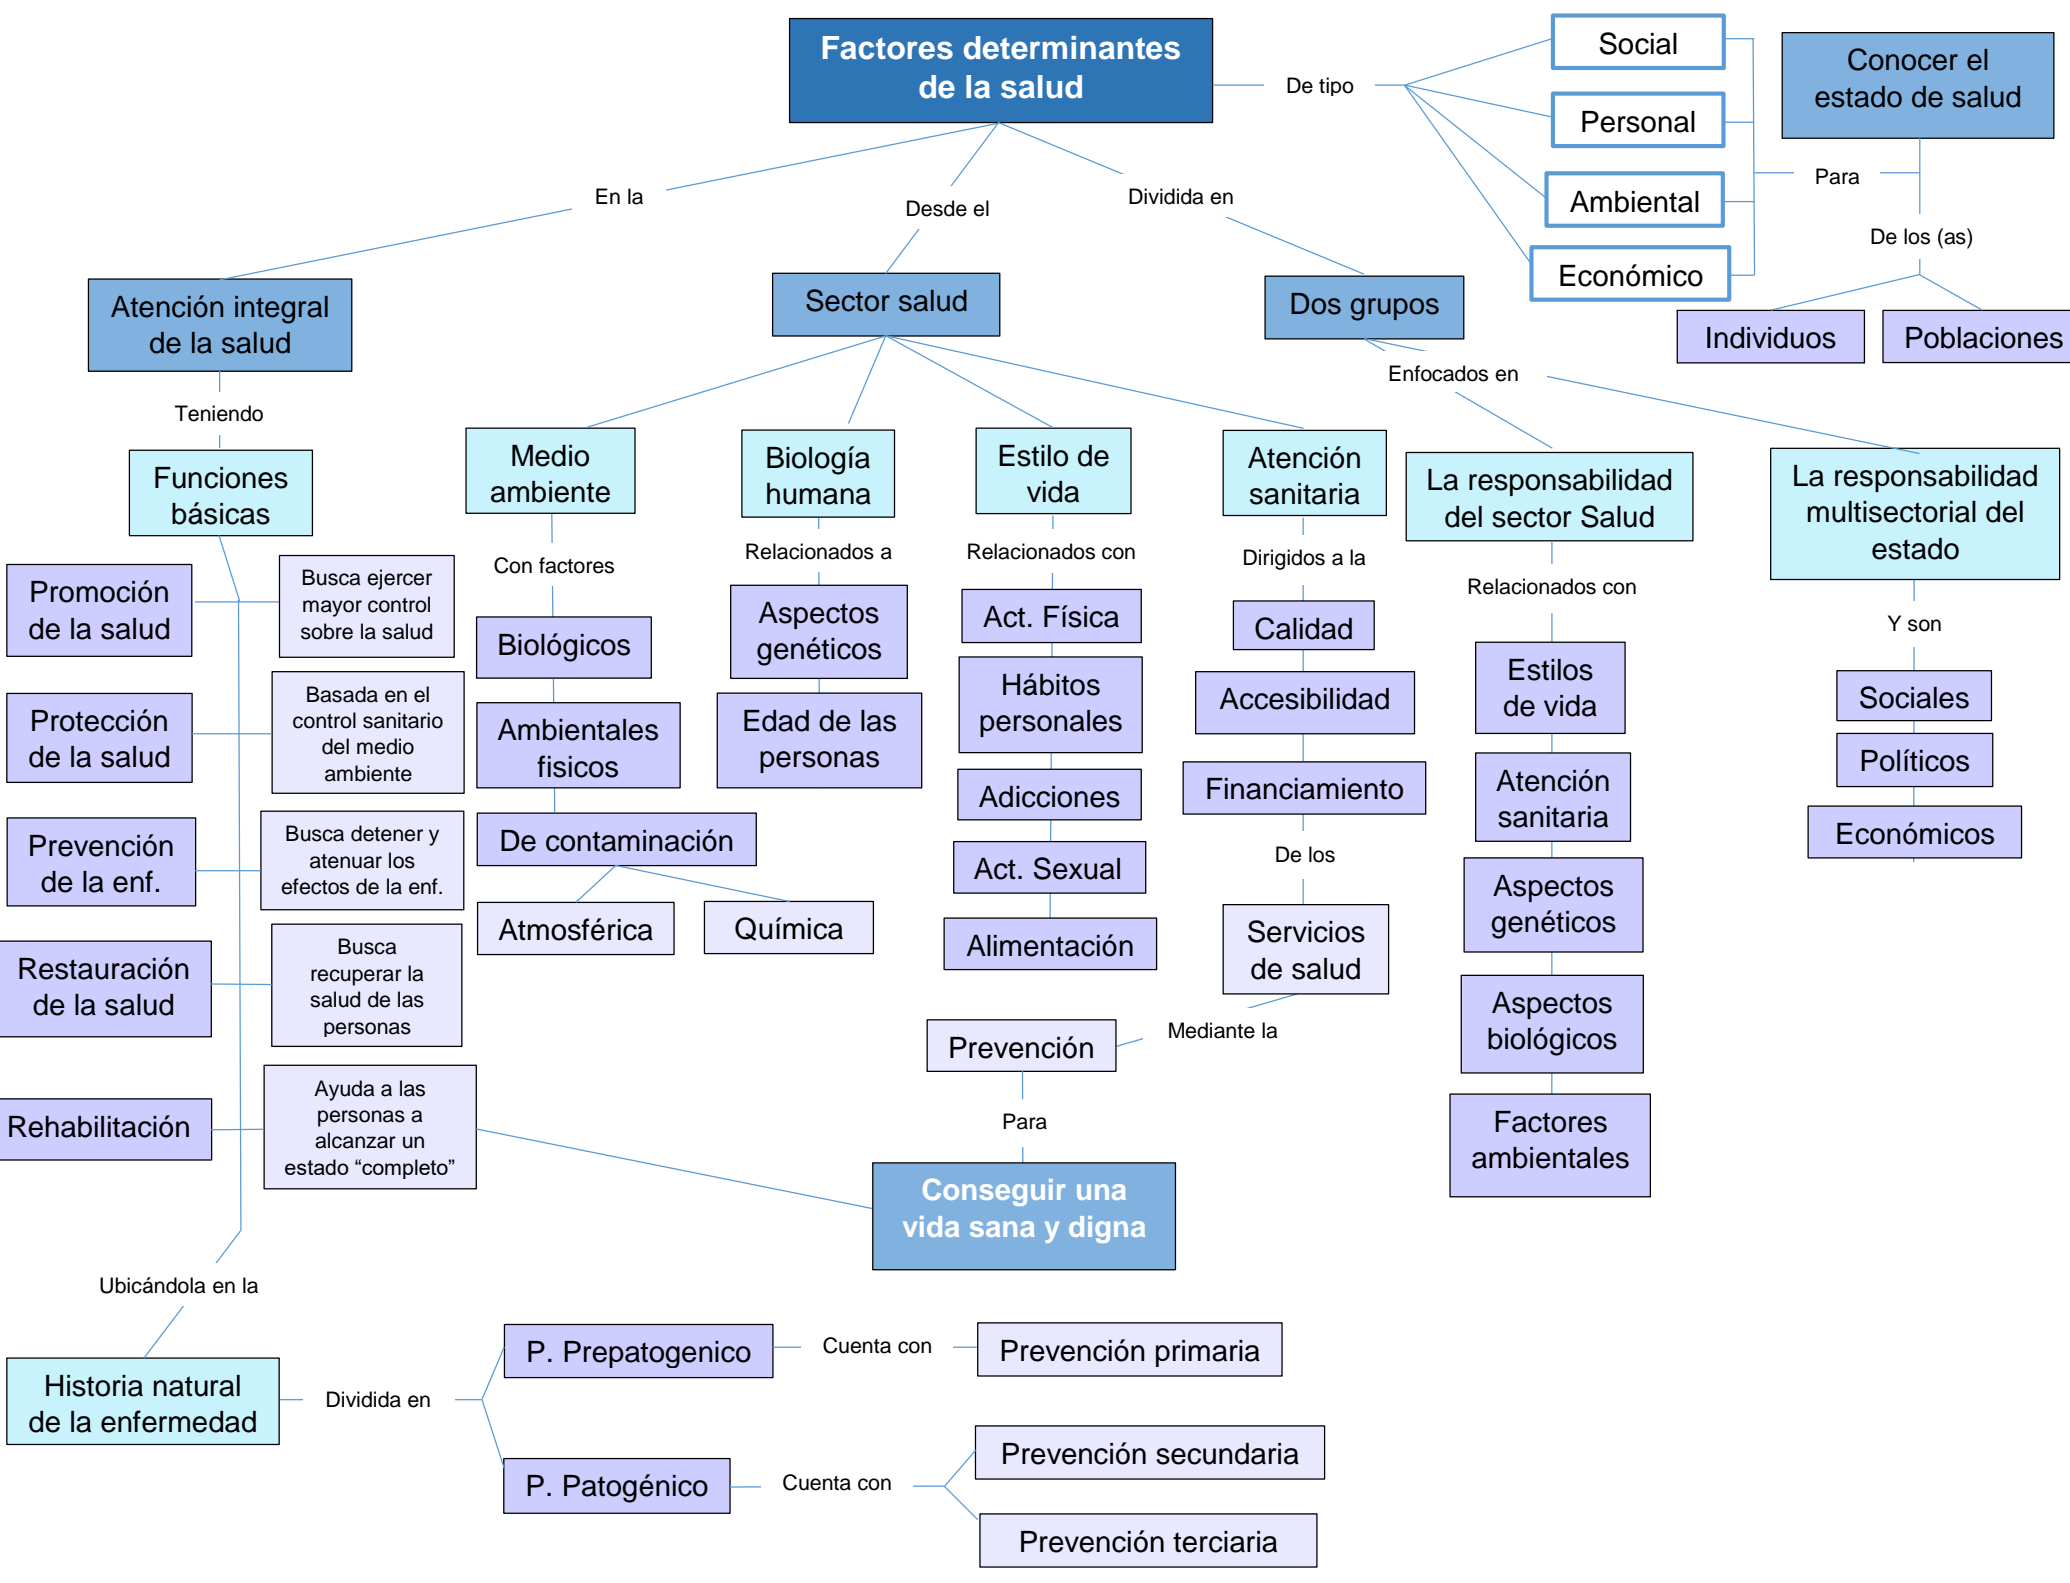 Factores determinantes
de la salud
De tipo
Social
Personal
Ambiental
Económico
Para
Conocer el
estado de salud
De los (as)
Individuos
Poblaciones
En la
Desde el
Dividida en
Atención integral
de la salud
Sector salud
Dos grupos
Teniendo
Enfocados en
Funciones
básicas
Promoción
de la salud
Busca ejercer
mayor control
sobre la salud
Protección
de la salud
Basada en el
control sanitario
del medio
ambiente
Prevención
de la enf.
Busca detener y
atenuar los
efectos de la enf.
Restauración
de la salud
Busca
recuperar la
salud de las
personas
Rehabilitación
Ayuda a las
personas a
alcanzar un
estado “completo”
Medio
ambiente
Con factores
Biológicos
Ambientales
fisicos
De contaminación
Atmosférica
Química
Biología
humana
Relacionados a
Aspectos
genéticos
Edad de las
personas
Estilo de
vida
Relacionados con
Act. Física
Hábitos
personales
Adicciones
Act. Sexual
Alimentación
Atención
sanitaria
Dirigidos a la
Calidad
Accesibilidad
Financiamiento
De los
Servicios
de salud
Mediante la
Prevención
Para
Conseguir una
vida sana y digna
La responsabilidad
del sector Salud
Relacionados con
Estilos
de vida
Atención
sanitaria
Aspectos
genéticos
Aspectos
biológicos
Factores
ambientales
La responsabilidad
multisectorial del
estado
Y son
Sociales
Políticos
Económicos
Ubicándola en la
Historia natural
de la enfermedad
Dividida en
P. Prepatogenico
Cuenta con
Prevención primaria
P. Patogénico
Cuenta con
Prevención secundaria
Prevención terciaria